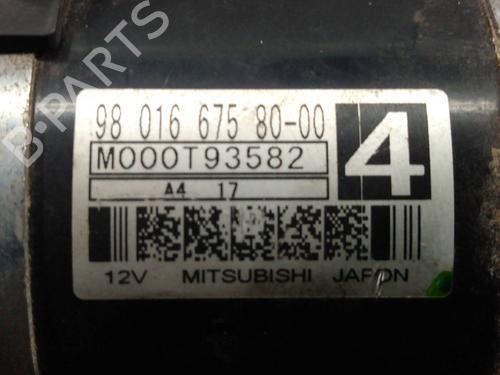 98 016 675 80-00
4
M000T93582
A4 17
12V MITSUBISHI JAPON
B-PARTS